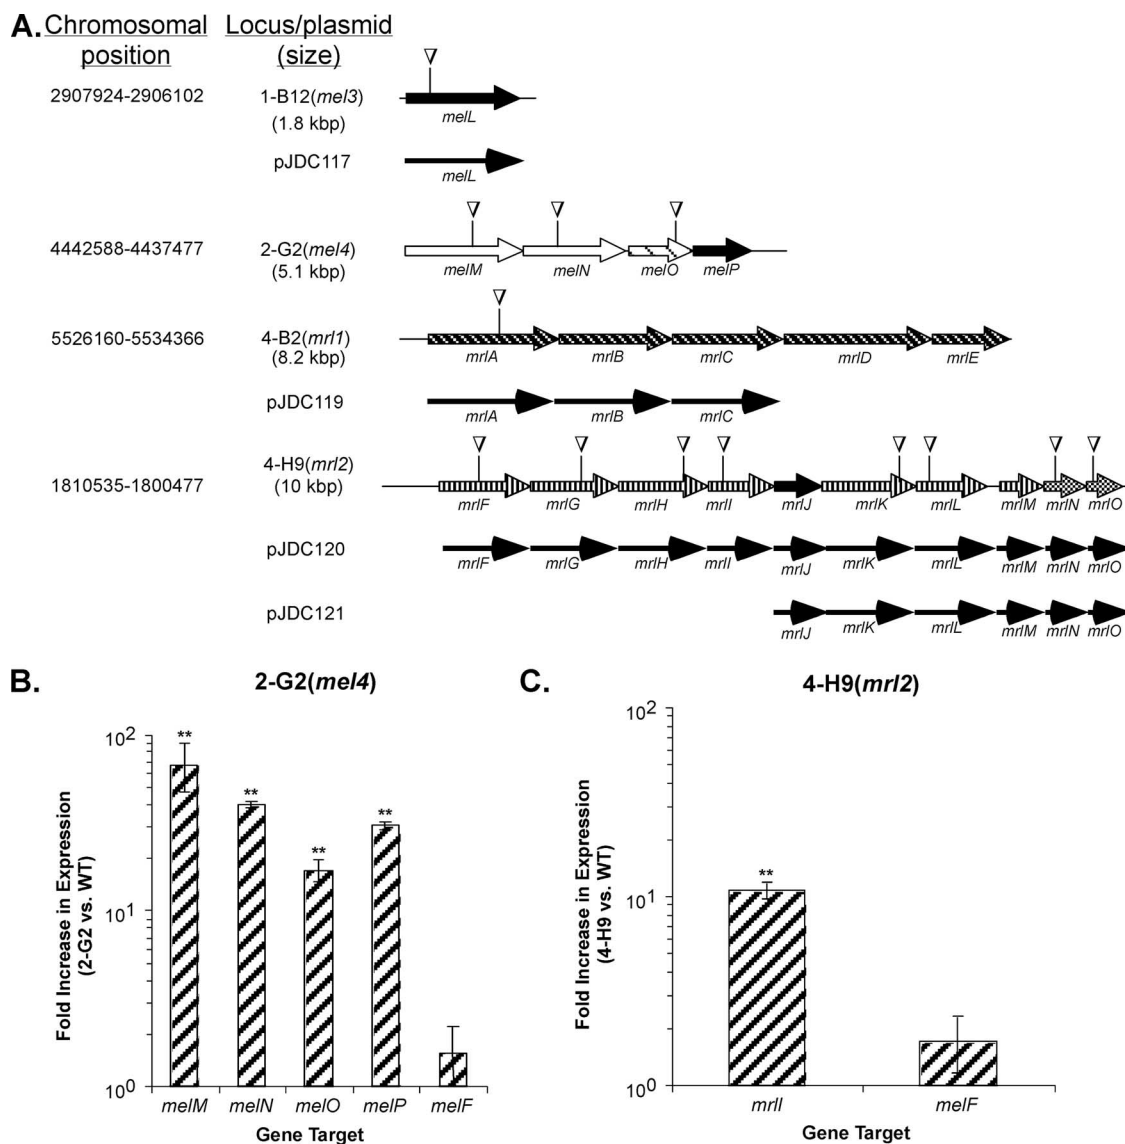 A.
Chromosomal position
Locus/plasmid (size)
2907924-2906102
1-B12(mel3)
(1.8 kbp)
melL
pJDC117
melL
4442588-4437477
2-G2(mel4)
(5.1 kbp)
melM melN melO melP
5526160-5534366
4-B2(mrl1)
(8.2 kbp)
mrlA mrlB mrlC mrlD mrlE
pJDC119
mrlA mrlB mrlC
1810535-1800477
4-H9(mrl2)
(10 kbp)
mrlF mrlG mrlH mrlI mrlJ mrlK mrlL mrlM mrlN mrlO
pJDC120
mrlF mrlG mrlH mrlI mrlJ mrlK mrlL mrlM mrlN mrlO
pJDC121
mrlJ mrlK mrlL mrlM mrlN mrlO
B.
2-G2(mel4)
Fold Increase in Expression
(2-G2 vs. WT)
10²
10¹
10⁰
** ** ** **
melM melN melO melP melF
Gene Target
C.
4-H9(mrl2)
Fold Increase in Expression
(4-H9 vs. WT)
10²
10¹
10⁰
**
mrlI melF
Gene Target